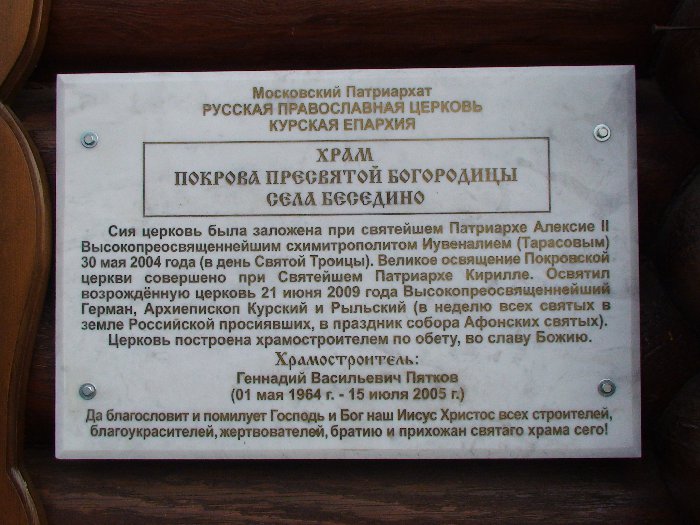 Московский Патриархат
РУССКАЯ ПРАВОСЛАВНАЯ ЦЕРКОВЬ
КУРСКАЯ ЕПАРХИЯ
ХРАМ
ПОКРОВА ПРЕСВЯТОЙ БОГОРОДИЦЫ
СЕЛА БЕСЕДИНО
Сия церковь была заложена при святейшем Патриархе Алексие II
Высокопреосвященнейшим схимитрополитом Иувеналием (Тарасовым)
30 мая 2004 года (в день Святой Троицы). Великое освящение Покровской
церкви совершено при Святейшем Патриархе Кирилле. Освятил
возрождённую церковь 21 июня 2009 года Высокопреосвященнейший
Герман, Архиепископ Курский и Рыльский (в неделю всех святых в
земле Российской просиявших, в праздник собора Афонских святых).
Церковь построена храмостроителем по обету, во славу Божию.
Храмостроитель:
Геннадий Васильевич Пятков
(01 мая 1964 г. - 15 июля 2005 г.)
Да благословит и помилует Господь и Бог наш Иисус Христос всех строителей,
благоукрасителей, жертвователей, братию и прихожан святаго храма сего!